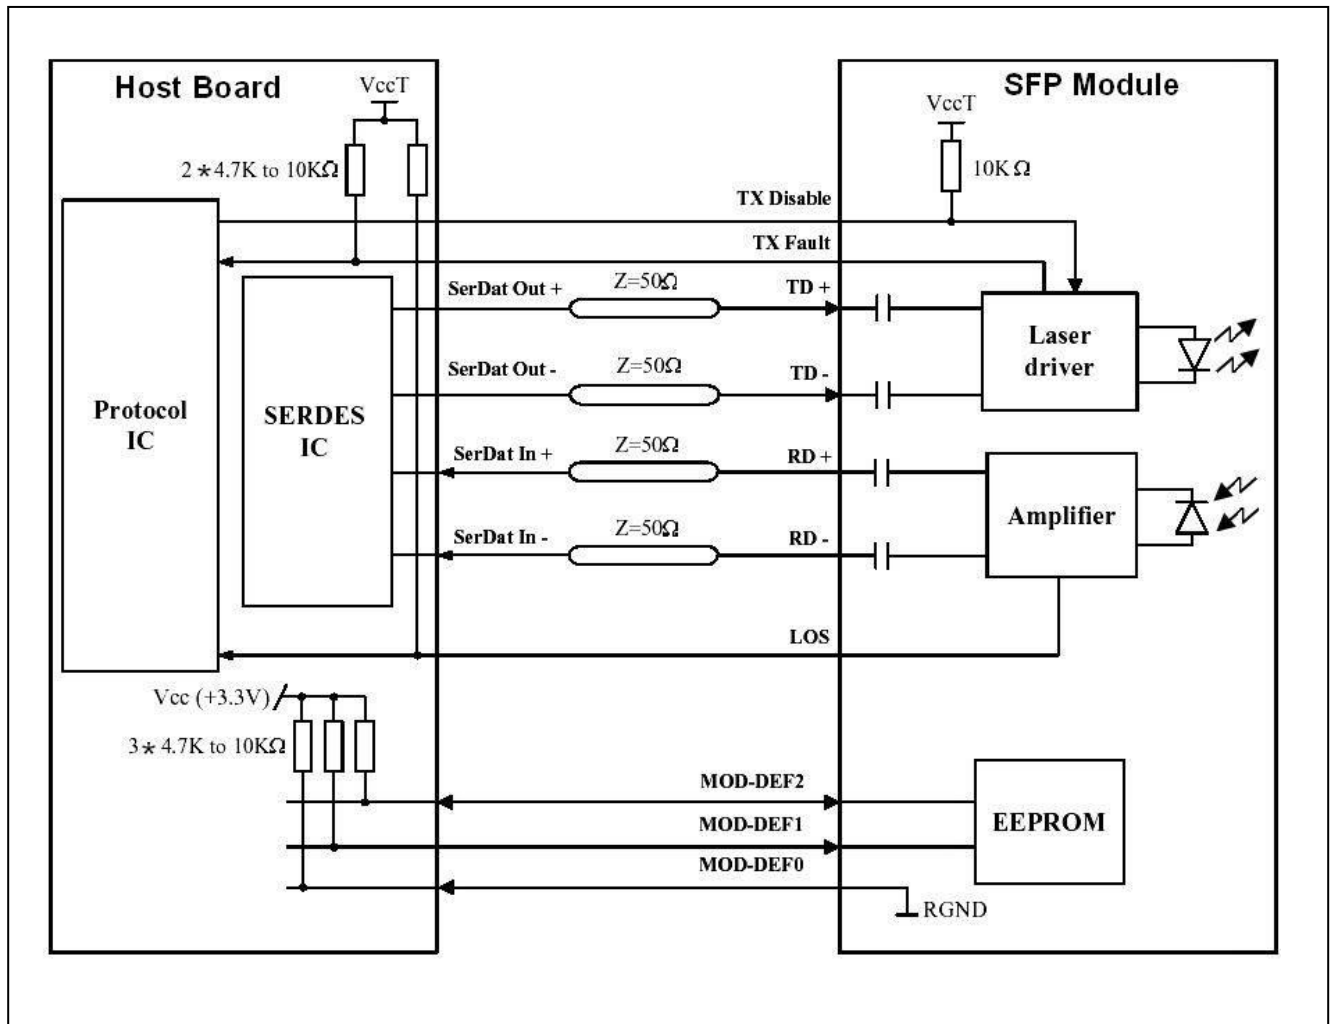 Host Board
SFP Module
VccT
VccT
2*4.7K to 10KΩ
10KΩ
TX Disable
TX Fault
SerDat Out +
Z=50Ω
TD +
SerDat Out -
Z=50Ω
TD -
Laser
driver
Protocol
IC
SERDES
IC
SerDat In +
Z=50Ω
RD +
SerDat In -
Z=50Ω
RD -
Amplifier
LOS
Vcc (+3.3V)
3*4.7K to 10KΩ
MOD-DEF2
MOD-DEF1
MOD-DEF0
EEPROM
RGND